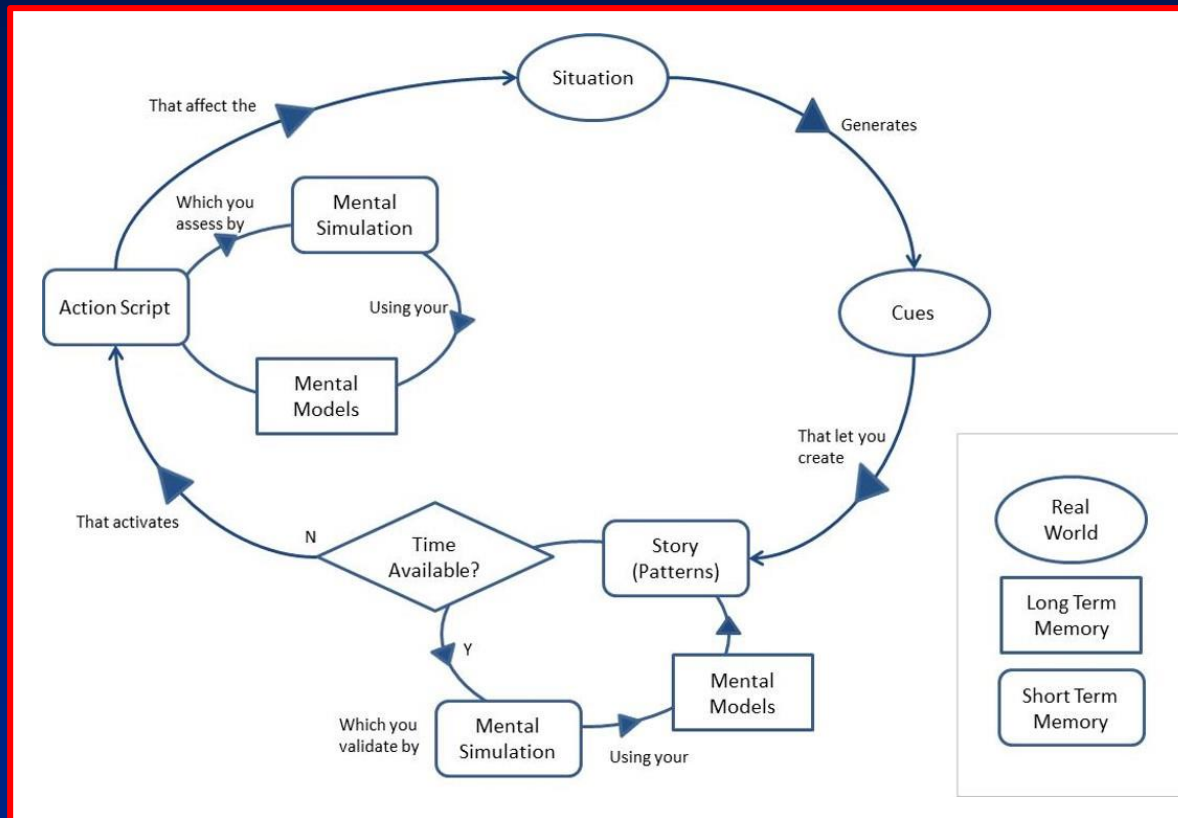 Situation
That affect the
Generates
Which you
assess by
Mental
Simulation
Action Script
Using your
Cues
Mental
Models
That let you
create
That activates
N
Time
Available?
Story
(Patterns)
Y
Mental
Models
Which you
validate by
Mental
Simulation
Using your
Real
World
Long Term
Memory
Short Term
Memory